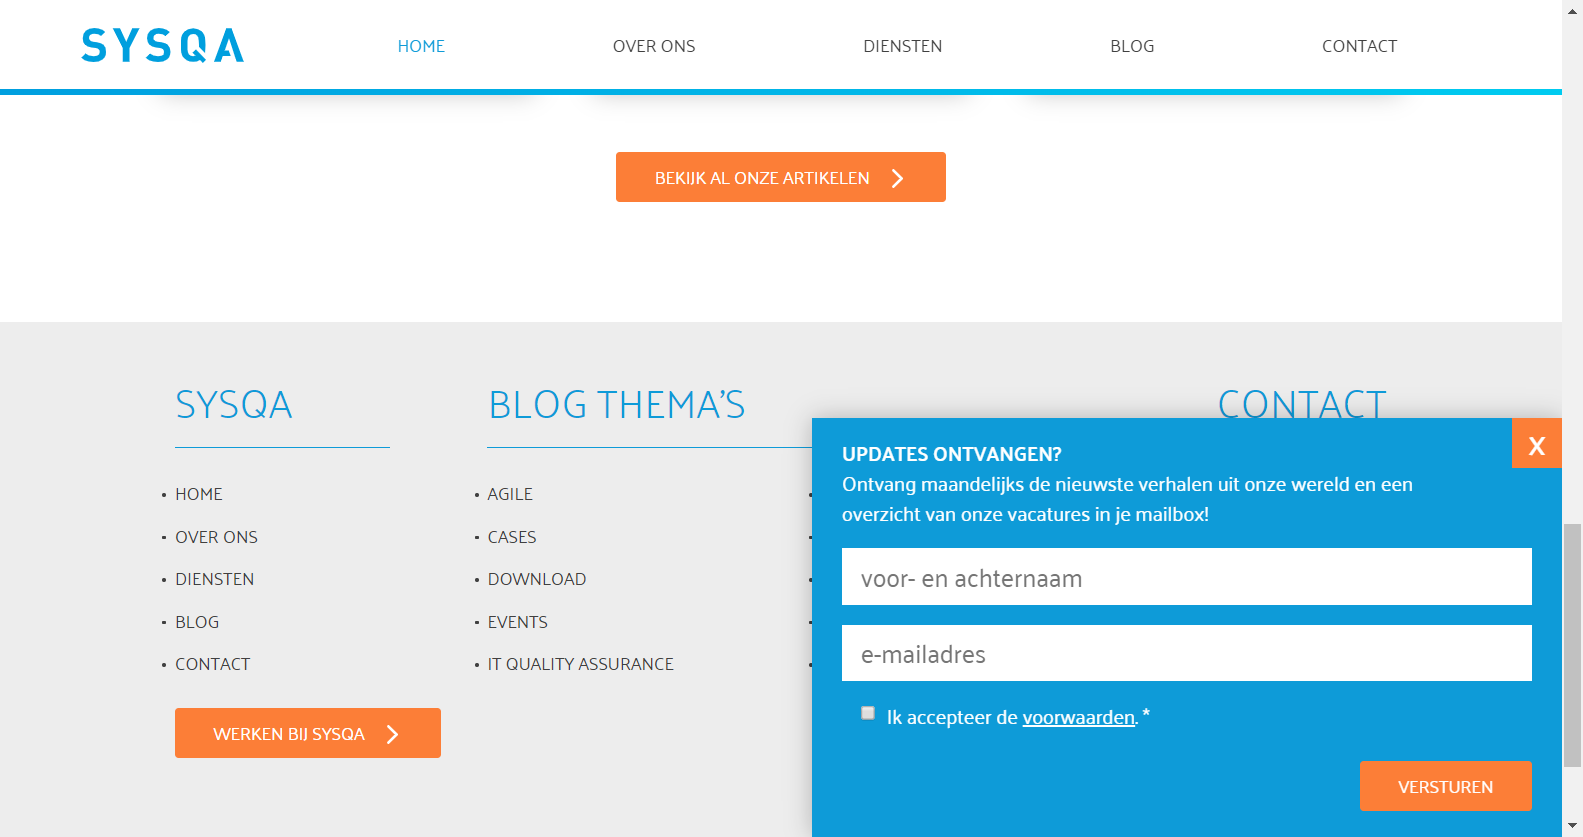 SYSQA
HOME
OVER ONS
DIENSTEN
BLOG
CONTACT
BEKIJK AL ONZE ARTIKELEN
SYSQA
HOME
OVER ONS
DIENSTEN
BLOG
CONTACT
WERKEN BIJ SYSQA
BLOG THEMA'S
AGILE
CASES
DOWNLOAD
EVENTS
IT QUALITY ASSURANCE
CONTACT
X
UPDATES ONTVANGEN?
Ontvang maandelijks de nieuwste verhalen uit onze wereld en een
overzicht van onze vacatures in je mailbox!
voor- en achternaam
e-mailadres
Ik accepteer de voorwaarden. *
VERSTUREN